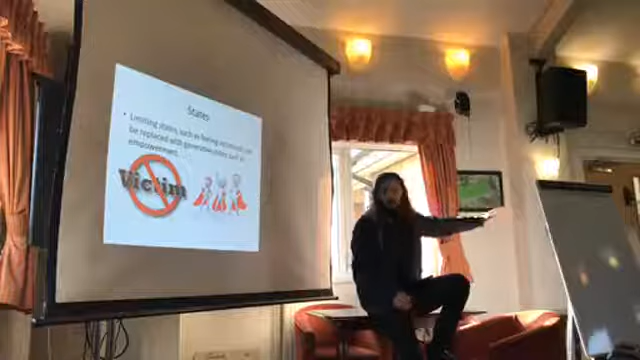 States
• Limiting states, such as feeling victimised, can
be replaced with generative states such as
empowerment.
Victim